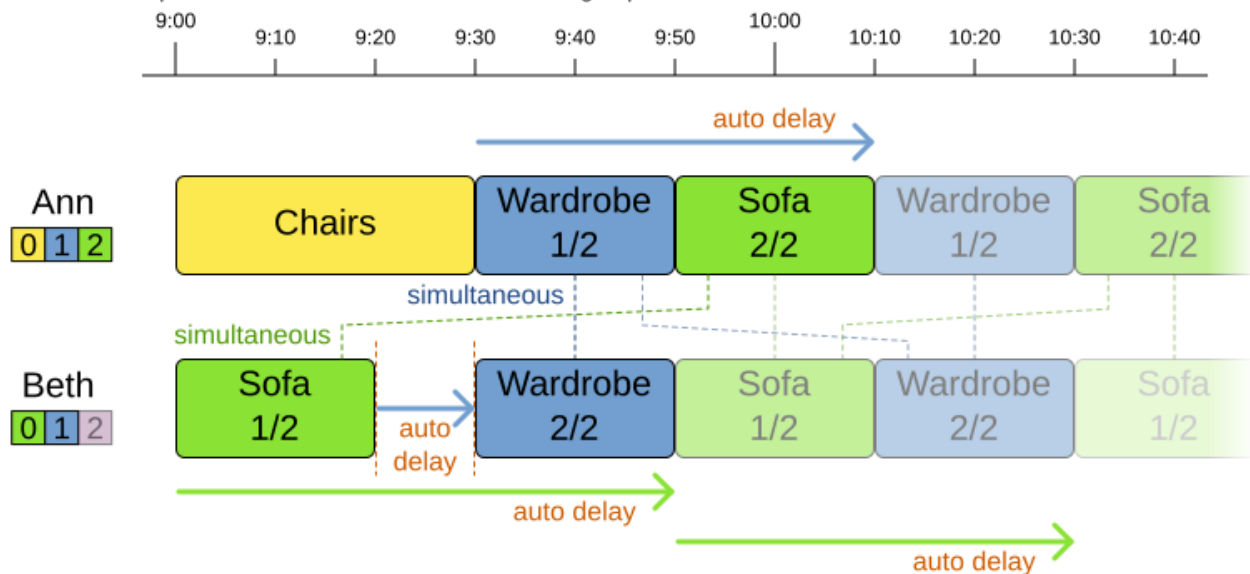 9:00 10:00
9:10 9:20 9:30 9:40 9:50 10:10 10:20 10:30 10:40
auto delay
Ann
0 1 2
Chairs
Wardrobe
1/2
Sofa
2/2
Wardrobe
1/2
Sofa
2/2
simultaneous
simultaneous
Beth
0 1 2
Sofa
1/2
auto
delay
Wardrobe
2/2
Sofa
1/2
Wardrobe
2/2
Sofa
1/2
auto delay
auto delay